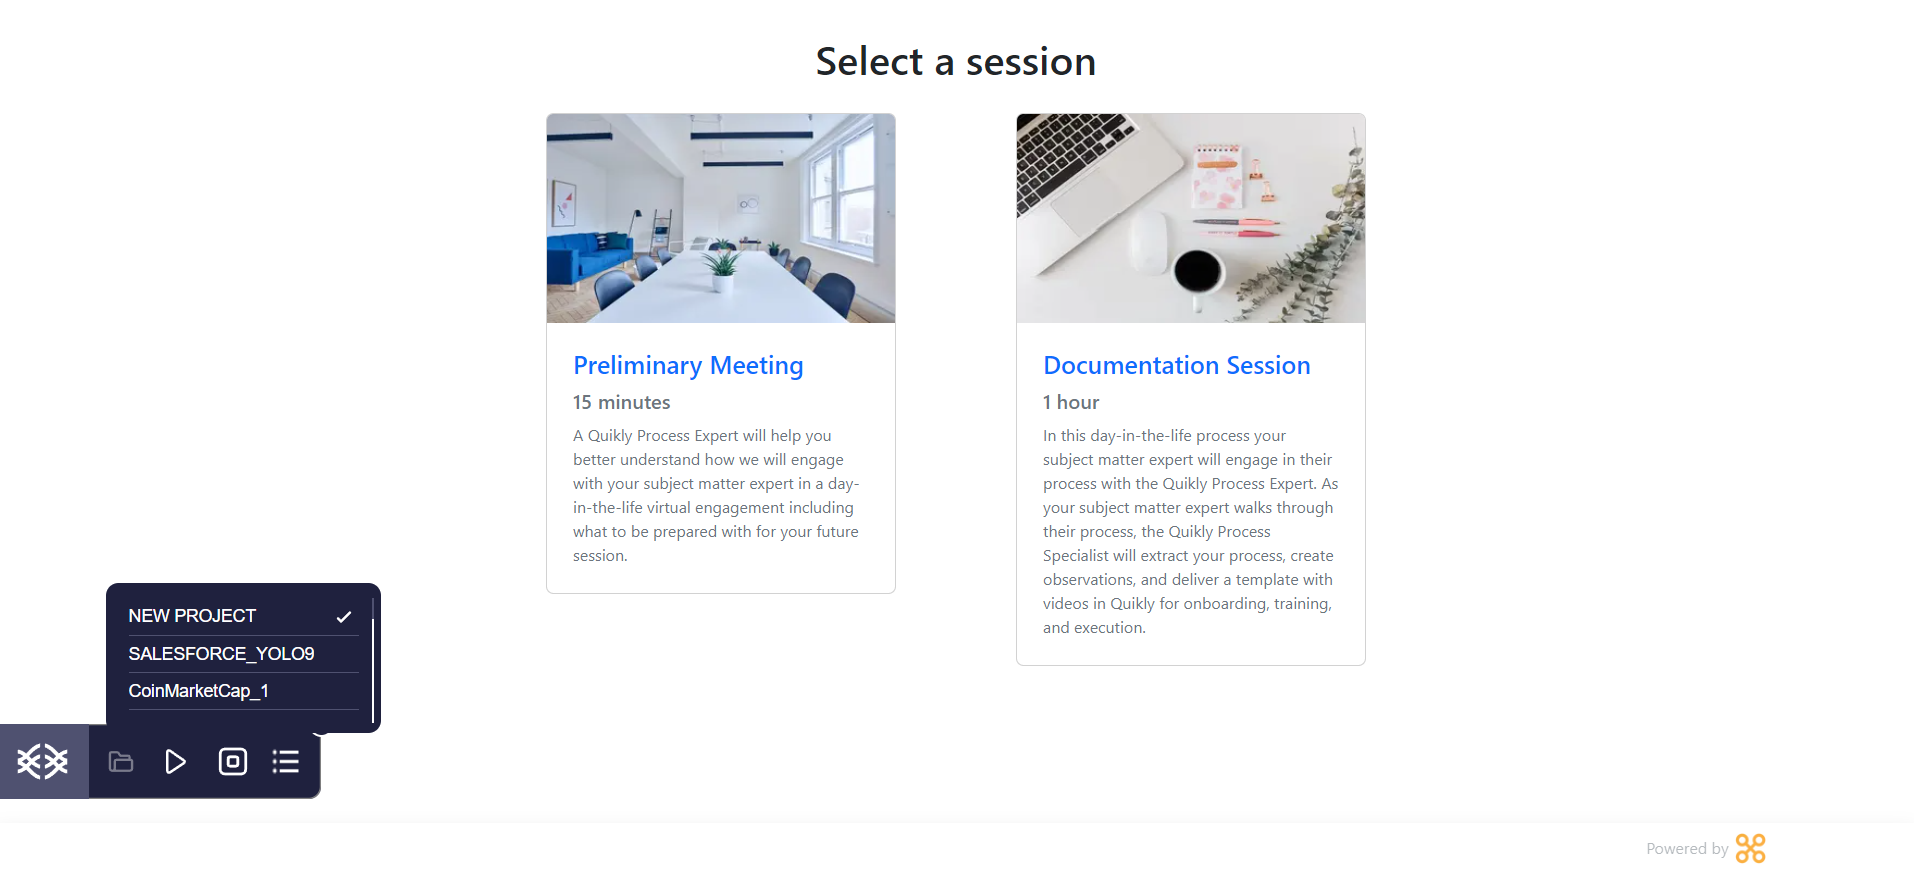 Select a session
Preliminary Meeting
15 minutes
A Quikly Process Expert will help you
better understand how we will engage
with your subject matter expert in a day-
in-the-life virtual engagement including
what to be prepared with for your future
session.
Documentation Session
1 hour
In this day-in-the-life process your
subject matter expert will engage in their
process with the Quikly Process Expert. As
your subject matter expert walks through
their process, the Quikly Process
Specialist will extract your process, create
observations, and deliver a template with
videos in Quikly for onboarding, training,
and execution.
NEW PROJECT
SALESFORCE_YOLO9
CoinMarketCap_1
Powered by